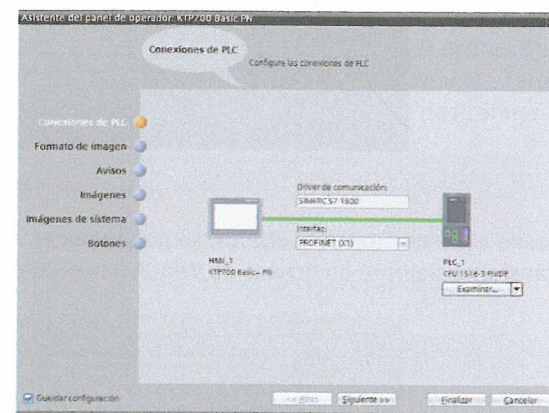 Asistente del panel de operador: KTP700 Basic PN
Conexiones de PLC
Configure las conexiones de PLC
Conexiones de PLC
Formato de imagen
Avisos
Imágenes
Imágenes de sistema
Botones
Driver de comunicación:
SIMATIC S7 1500
Interfaz:
PROFINET (X1)
HMI_1
KTP700 Basic PN
PLC_1
CPU 1516-3 PN/DP
Examinar...
Guardar configuración
<< Atrás
Siguiente >>
Finalizar
Cancelar